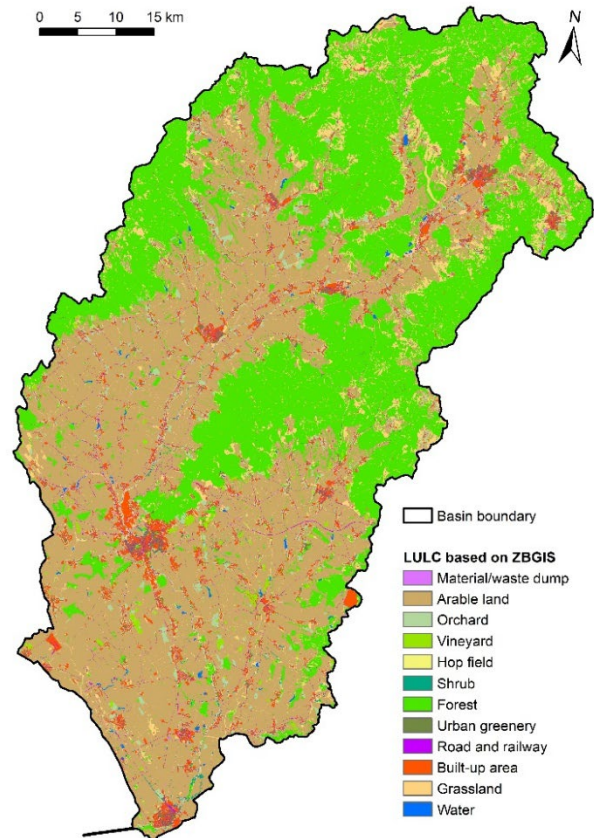 0 5 10 15 km
N
Basin boundary
LULC based on ZBGIS
Material/waste dump
Arable land
Orchard
Vineyard
Hop field
Shrub
Forest
Urban greenery
Road and railway
Built-up area
Grassland
Water